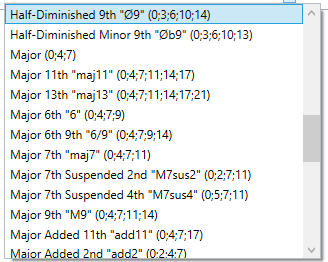 Half-Diminished 9th "Ø9" (0;3;6;10;14)
Half-Diminished Minor 9th "Øb9" (0;3;6;10;13)
Major (0;4;7)
Major 11th "maj11" (0;4;7;11;14;17)
Major 13th "maj13" (0;4;7;11;14;17;21)
Major 6th "6" (0;4;7;9)
Major 6th 9th "6/9" (0;4;7;9;14)
Major 7th "maj7" (0;4;7;11)
Major 7th Suspended 2nd "M7sus2" (0;2;7;11)
Major 7th Suspended 4th "M7sus4" (0;5;7;11)
Major 9th "M9" (0;4;7;11;14)
Major Added 11th "add11" (0;4;7;17)
Major Added 2nd "add2" (0;2;4;7)